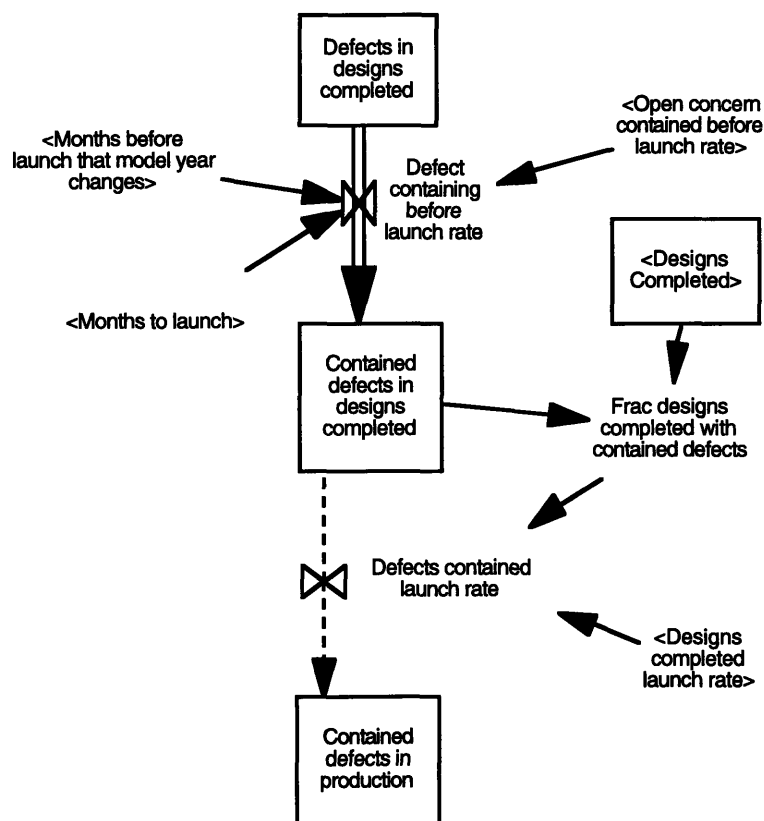 Defects in
designs
completed
<Months before
launch that model year
changes>
<Open concern
contained before
launch rate>
Defect
containing
before
launch rate
<Designs
Completed>
<Months to launch>
Contained
defects in
designs
completed
Frac designs
completed with
contained defects
Defects contained
launch rate
<Designs
completed
launch rate>
Contained
defects in
production